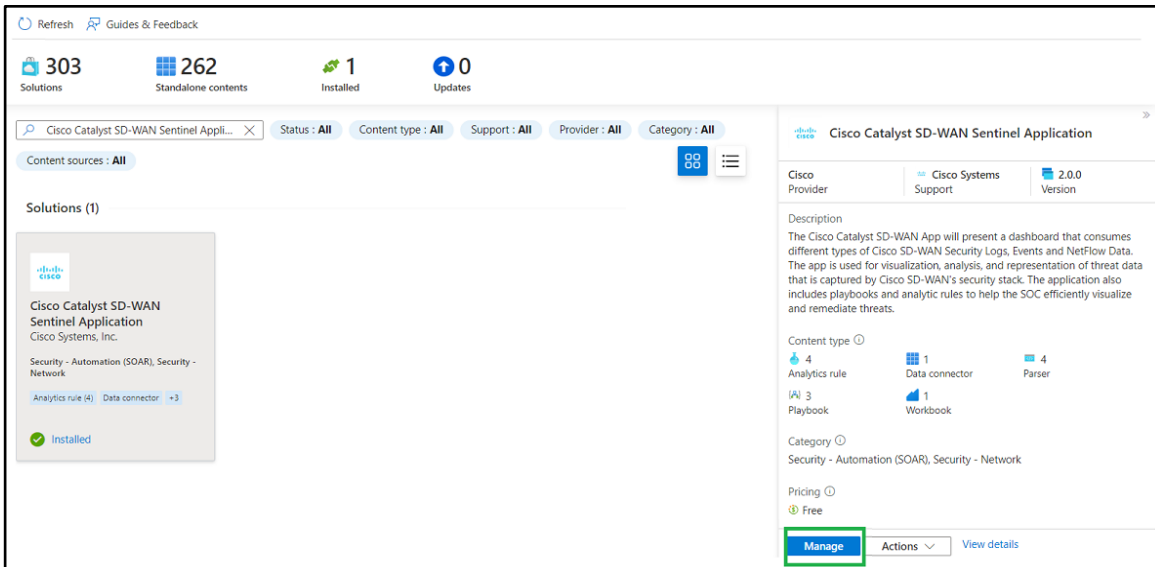 Refresh Guides & Feedback
303 262 1 0
Solutions Standalone contents Installed Updates
Cisco Catalyst SD-WAN Sentinel Appli... Status : All Content type : All Support : All Provider : All Category : All
Content sources : All
Solutions (1)
CISCO
Cisco Catalyst SD-WAN
Sentinel Application
Cisco Systems, Inc.
Security - Automation (SOAR), Security -
Network
Analytics rule (4) Data connector +3
Installed
CISCO Cisco Catalyst SD-WAN Sentinel Application
Cisco Cisco Systems 2.0.0
Provider Support Version
Description
The Cisco Catalyst SD-WAN App will present a dashboard that consumes
different types of Cisco SD-WAN Security Logs, Events and NetFlow Data.
The app is used for visualization, analysis, and representation of threat data
that is captured by Cisco SD-WAN's security stack. The application also
includes playbooks and analytic rules to help the SOC efficiently visualize
and remediate threats.
Content type
4 1 4
Analytics rule Data connector Parser
3 1
Playbook Workbook
Category
Security - Automation (SOAR), Security - Network
Pricing
Free
Manage Actions View details